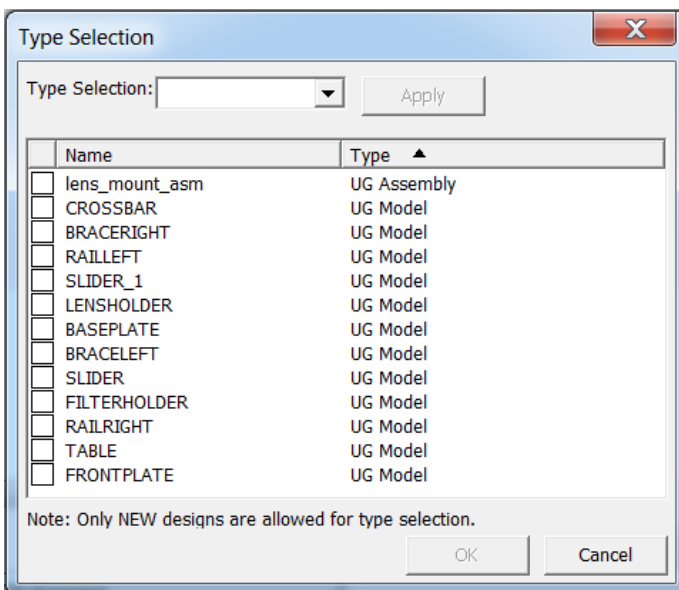 Type Selection
Type Selection: Apply
Name Type
lens_mount_asm UG Assembly
CROSSBAR UG Model
BRACERIGHT UG Model
RAILLEFT UG Model
SLIDER_1 UG Model
LENSHOLDER UG Model
BASEPLATE UG Model
BRACELEFT UG Model
SLIDER UG Model
FILTERHOLDER UG Model
RAILRIGHT UG Model
TABLE UG Model
FRONTPLATE UG Model
Note: Only NEW designs are allowed for type selection.
OK Cancel